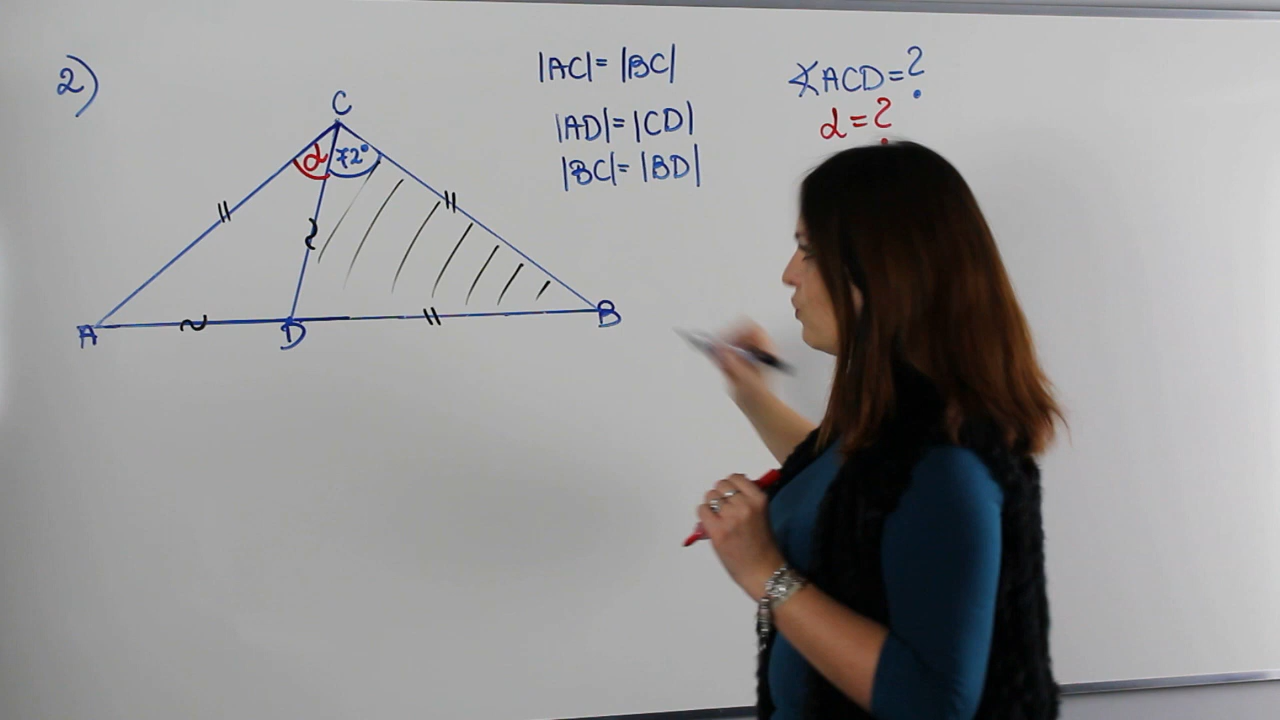 2)
|AC| = |BC|
∢ACD = ?
|AD| = |CD|
α = ?
|BC| = |BD|
C
α 72°
A D B